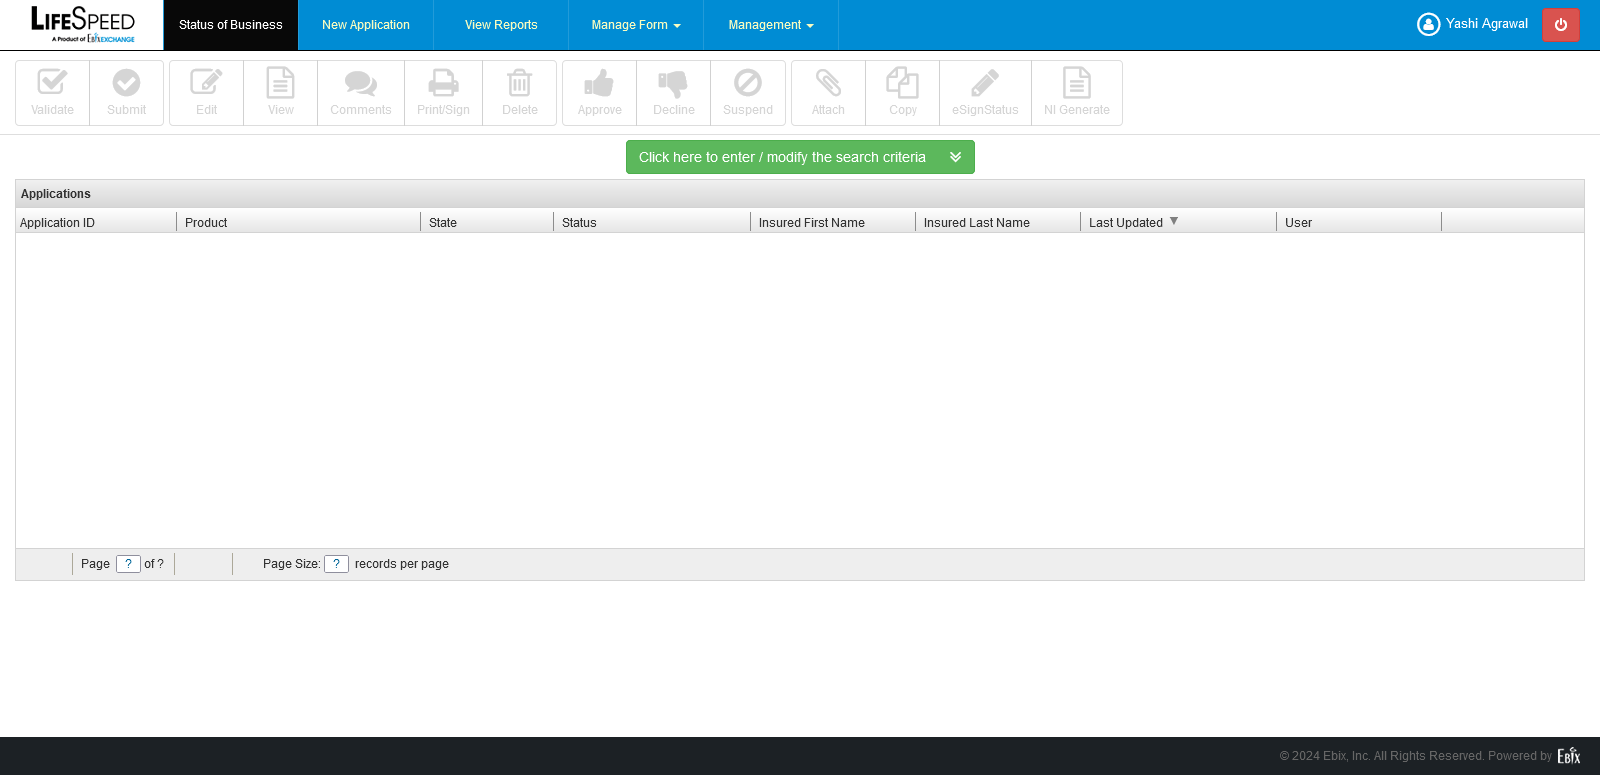 LIFESPEED
A Product of EbixEXCHANGE
Status of Business
New Application
View Reports
Manage Form
Management
Yashi Agrawal
Validate
Submit
Edit
View
Comments
Print/Sign
Delete
Approve
Decline
Suspend
Attach
Copy
eSignStatus
NI Generate
Click here to enter / modify the search criteria
Applications
Application ID Product State Status Insured First Name Insured Last Name Last Updated User
Page ? of ? Page Size: ? records per page
© 2024 Ebix, Inc. All Rights Reserved. Powered by Ebix